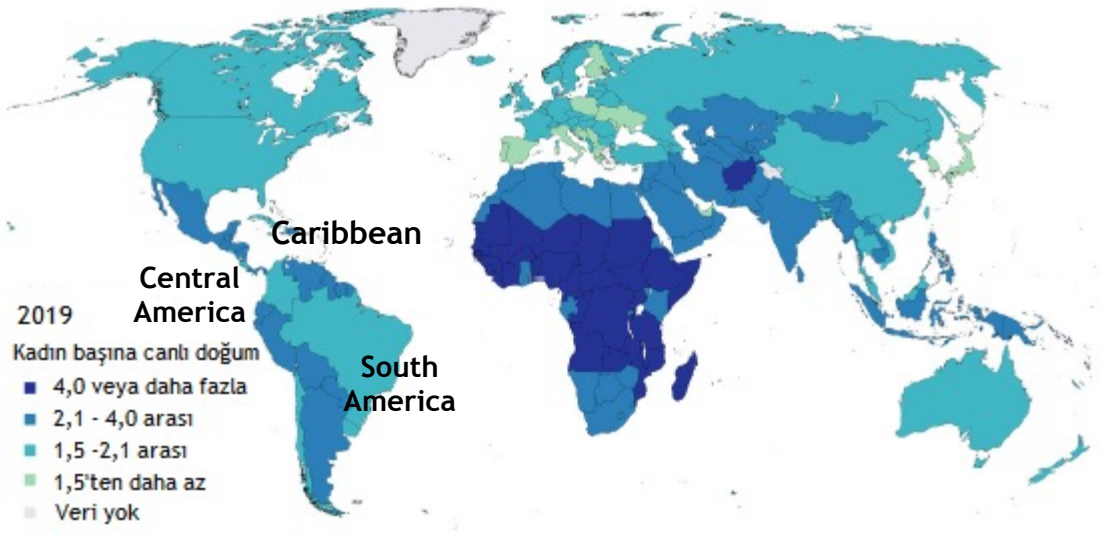 Caribbean
Central
America
South
America
2019
Kadın başına canlı doğum
4,0 veya daha fazla
2,1 - 4,0 arası
1,5 -2,1 arası
1,5'ten daha az
Veri yok